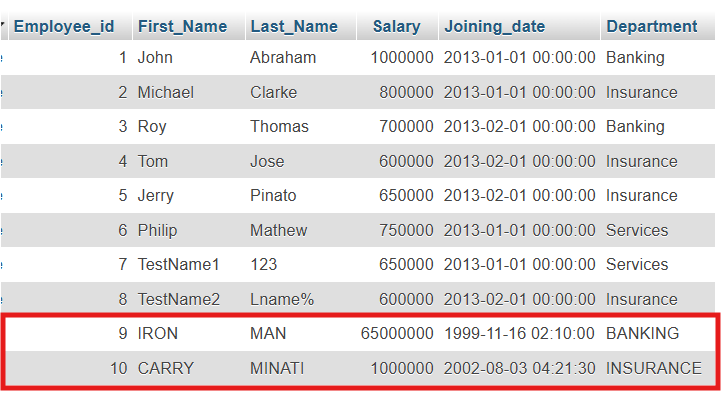 Employee_id First_Name Last_Name Salary Joining_date Department
1 John Abraham 1000000 2013-01-01 00:00:00 Banking
2 Michael Clarke 800000 2013-01-01 00:00:00 Insurance
3 Roy Thomas 700000 2013-02-01 00:00:00 Banking
4 Tom Jose 600000 2013-02-01 00:00:00 Insurance
5 Jerry Pinato 650000 2013-02-01 00:00:00 Insurance
6 Philip Mathew 750000 2013-01-01 00:00:00 Services
7 TestName1 123 650000 2013-01-01 00:00:00 Services
8 TestName2 Lname% 600000 2013-02-01 00:00:00 Insurance
9 IRON MAN 65000000 1999-11-16 02:10:00 BANKING
10 CARRY MINATI 1000000 2002-08-03 04:21:30 INSURANCE